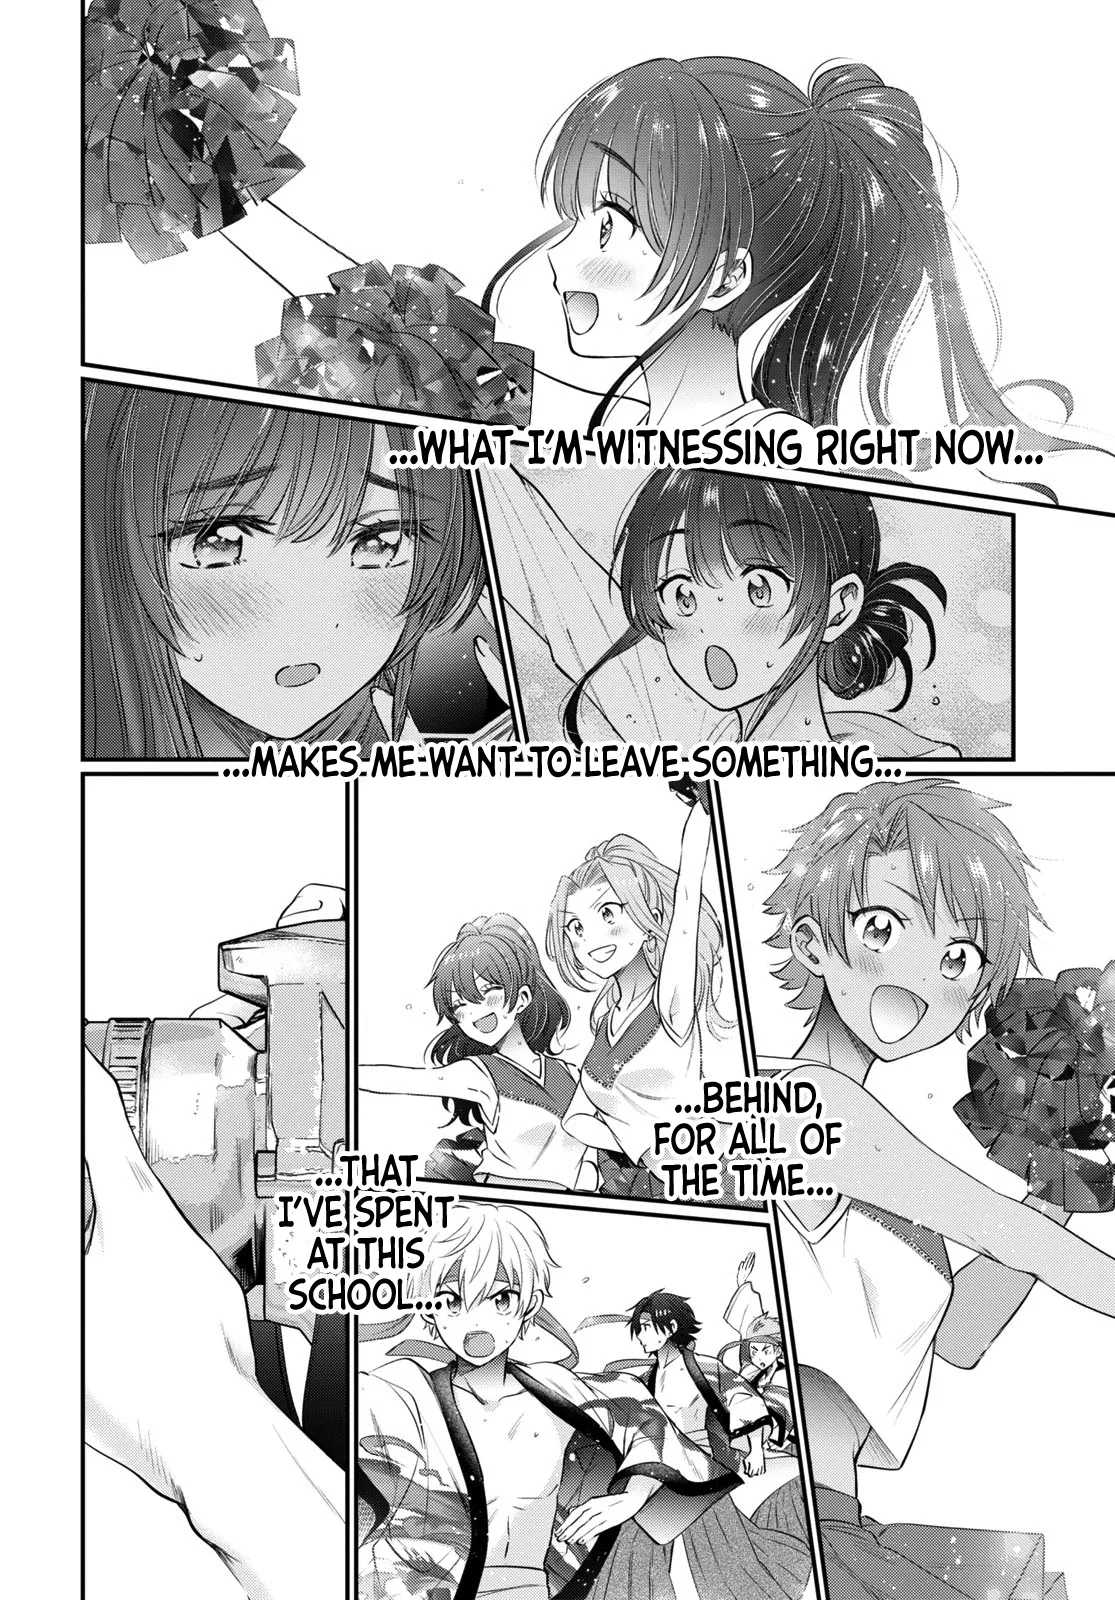 ...WHAT I'M WITNESSING RIGHT NOW...
...MAKES ME WANT TO LEAVE SOMETHING...
...BEHIND,
FOR ALL OF
THE TIME...
...THAT
I'VE SPENT
AT THIS
SCHOOL...